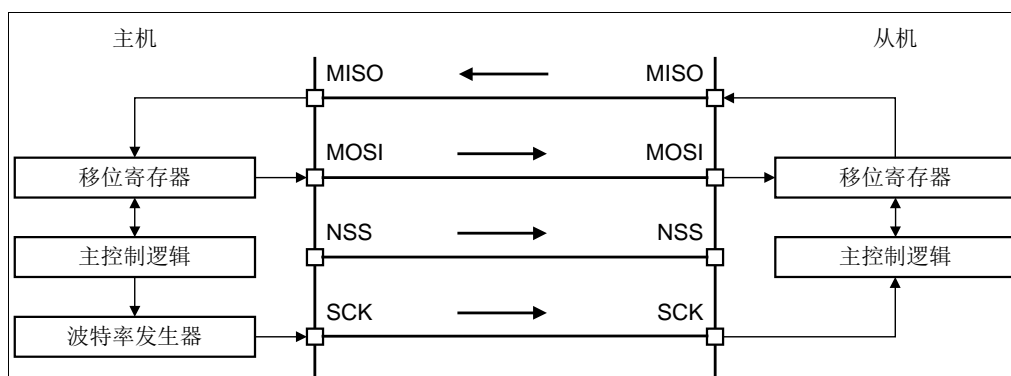 主机
从机
MISO
MISO
MOSI
MOSI
移位寄存器
移位寄存器
NSS
NSS
主控制逻辑
主控制逻辑
SCK
SCK
波特率发生器